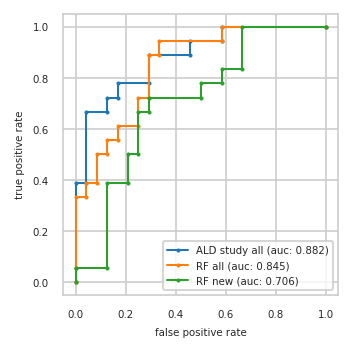 1.0
0.8
0.6
0.4
0.2
0.0
true positive rate
ALD study all (auc: 0.882)
RF all (auc: 0.845)
RF new (auc: 0.706)
0.0 0.2 0.4 0.6 0.8 1.0
false positive rate